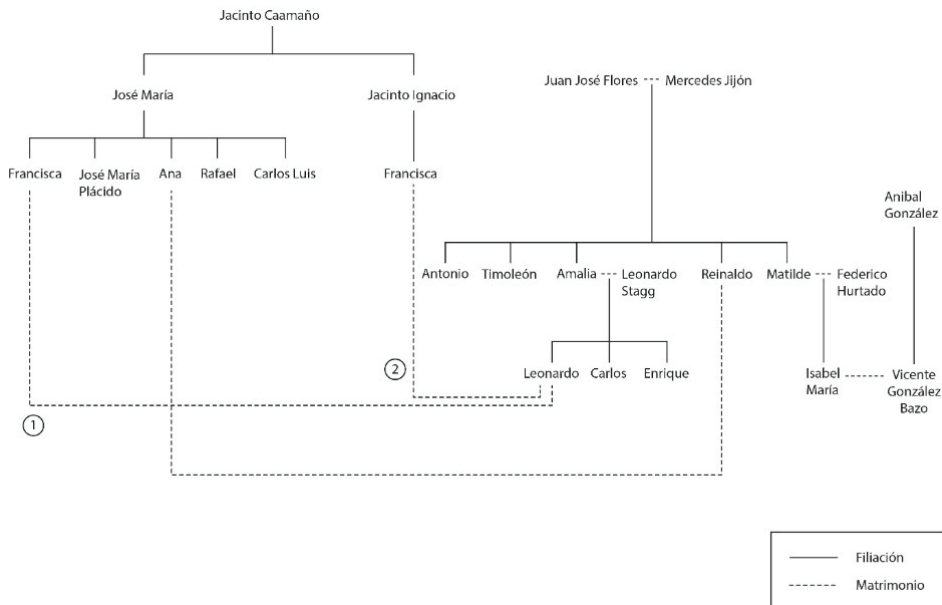 Jacinto Caamaño
José María
Jacinto Ignacio
Juan José Flores
Mercedes Jijón
Francisca
José María
Plácido
Ana
Rafael
Carlos Luis
Francisca
Anibal
González
Antonio
Timoleón
Amalia
Leonardo
Stagg
Reinaldo
Matilde
Federico
Hurtado
2
Leonardo
Carlos
Enrique
Isabel
María
Vicente
González
Bazo
1
Filiación
Matrimonio